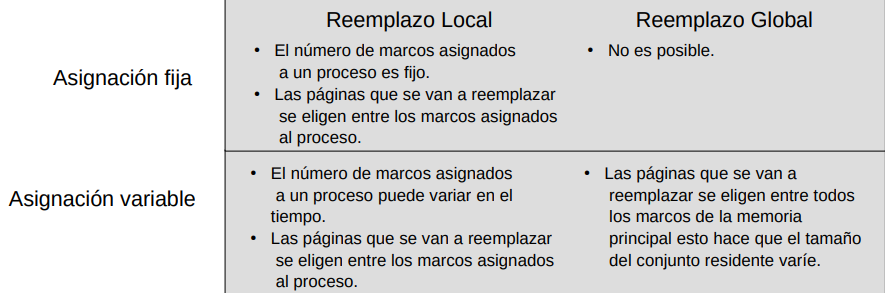 Reemplazo Local
Reemplazo Global
Asignación fija
• El número de marcos asignados
a un proceso es fijo.
• Las páginas que se van a reemplazar
se eligen entre los marcos asignados
al proceso.
• No es posible.
Asignación variable
• El número de marcos asignados
a un proceso puede variar en el
tiempo.
• Las páginas que se van a reemplazar
se eligen entre los marcos asignados
al proceso.
• Las páginas que se van a
reemplazar se eligen entre todos
los marcos de la memoria
principal esto hace que el tamaño
del conjunto residente varíe.